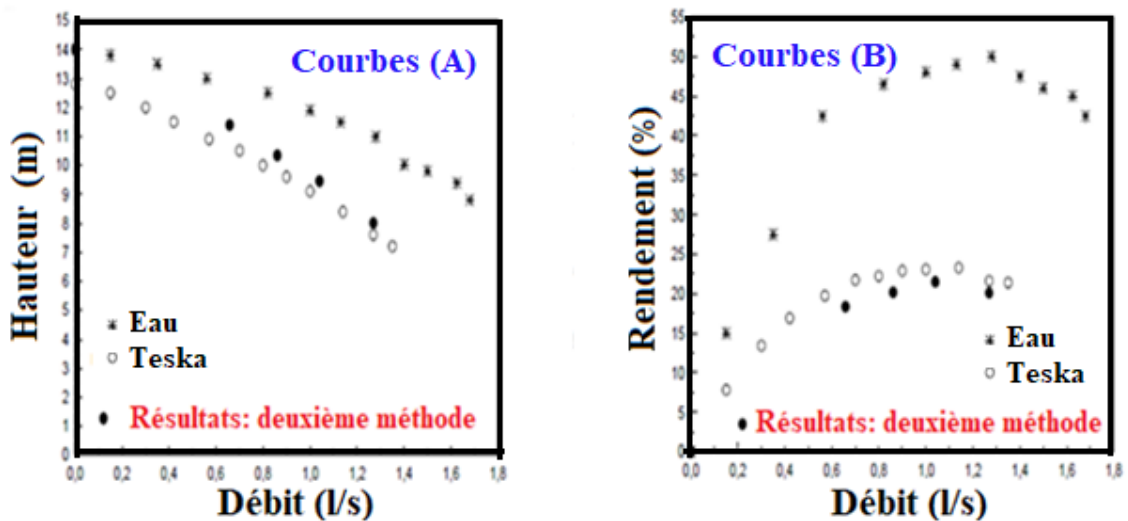 Courbes (A)
Hauteur (m)
15
14
13
12
11
10
9
8
7
6
5
4
3
2
1
0
Eau
Teska
Résultats: deuxième méthode
0,0 0,2 0,4 0,6 0,8 1,0 1,2 1,4 1,6 1,8
Débit (l/s)
Courbes (B)
Rendement (%)
50
45
40
35
30
25
20
15
10
5
0
Eau
Teska
Résultats: deuxième méthode
0,0 0,2 0,4 0,6 0,8 1,0 1,2 1,4 1,6 1,8
Débit (l/s)